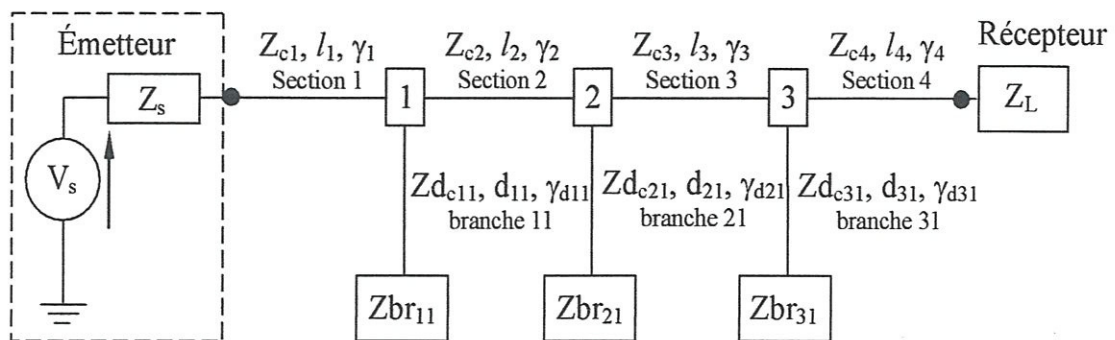 Émetteur
Récepteur
Z_c1, l_1, γ_1
Z_c2, l_2, γ_2
Z_c3, l_3, γ_3
Z_c4, l_4, γ_4
Section 1
Section 2
Section 3
Section 4
Z_s
1
2
3
Z_L
V_s
Zd_c11, d_11, γ_d11
Zd_c21, d_21, γ_d21
Zd_c31, d_31, γ_d31
branche 11
branche 21
branche 31
Zbr_11
Zbr_21
Zbr_31